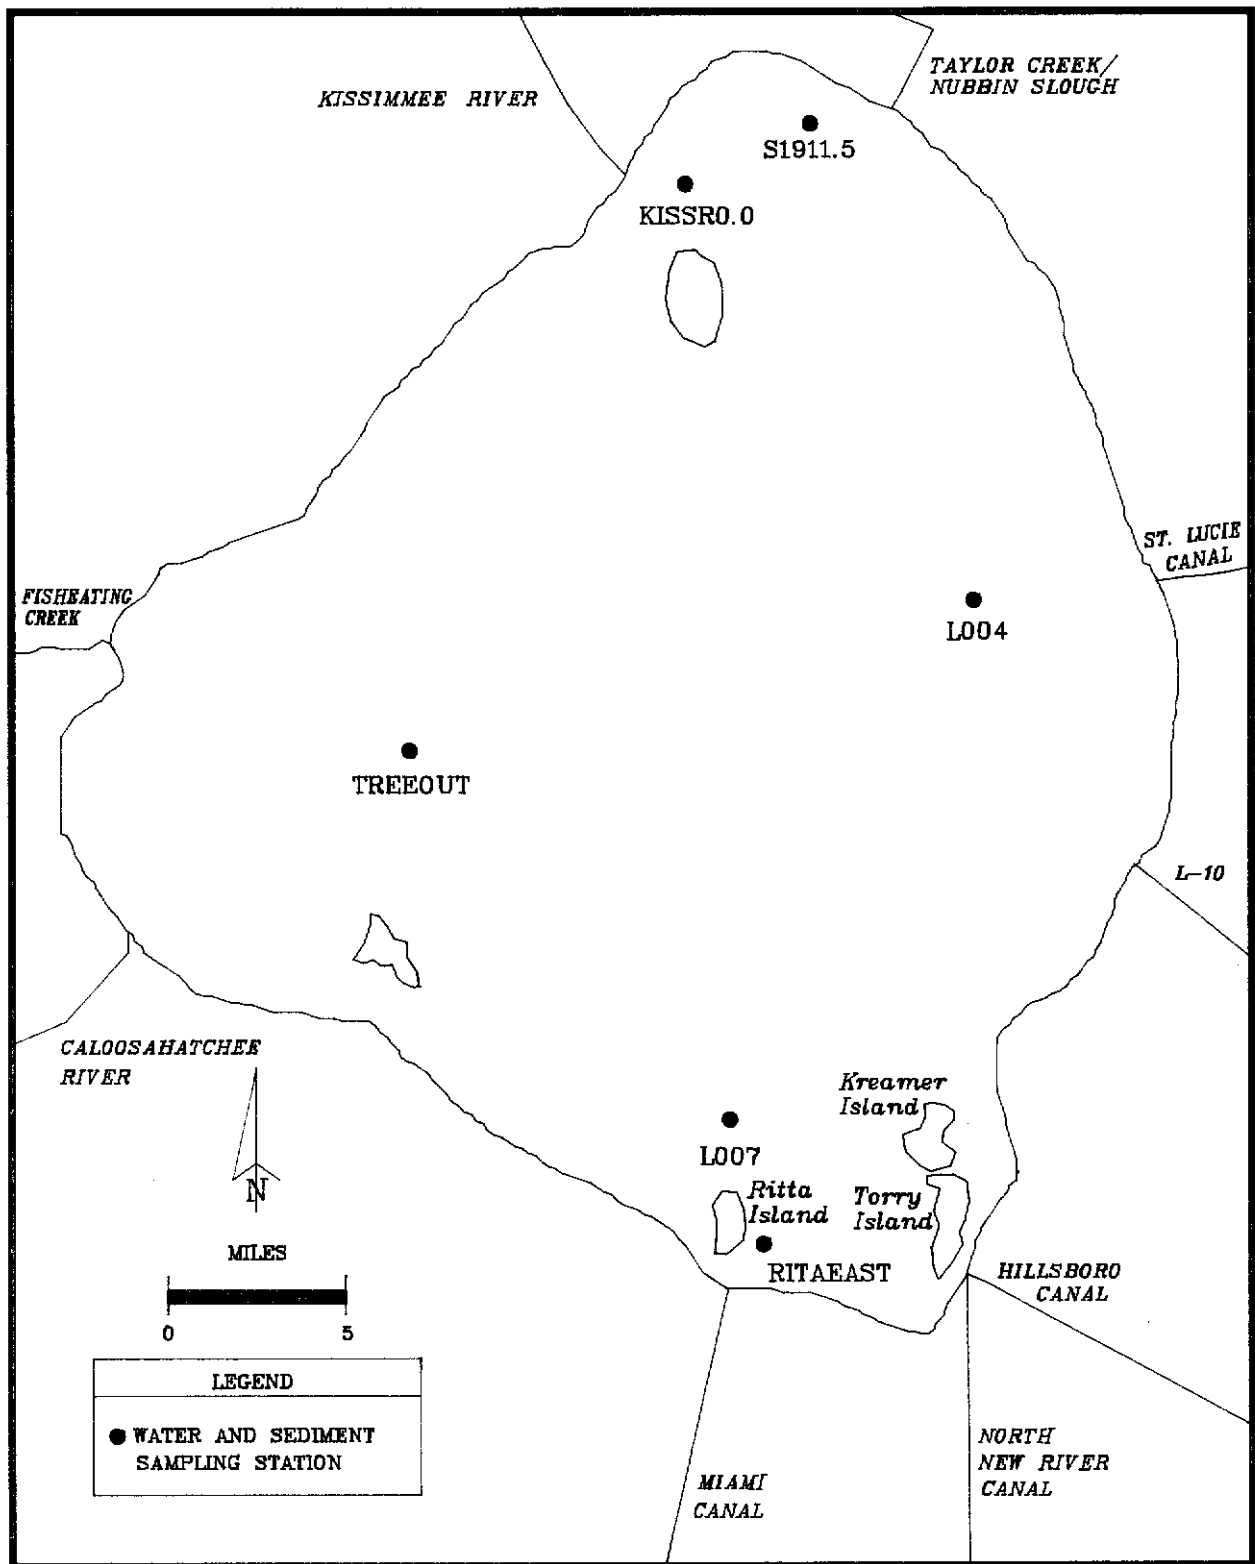 TAYLOR CREEK/
NUBBIN SLOUGH
KISSIMMEE RIVER
S1911.5
KISSR0.0
ST. LUCIE
CANAL
FISHEATING
CREEK
L004
TREEOUT
L-10
CALOOSAHATCHEE
RIVER
Kreamer
Island
L007
Ritta
Island
Torry
Island
N
RITAEAST
MILES
0 5
HILLSBORO
CANAL
LEGEND
WATER AND SEDIMENT
SAMPLING STATION
MIAMI
CANAL
NORTH
NEW RIVER
CANAL